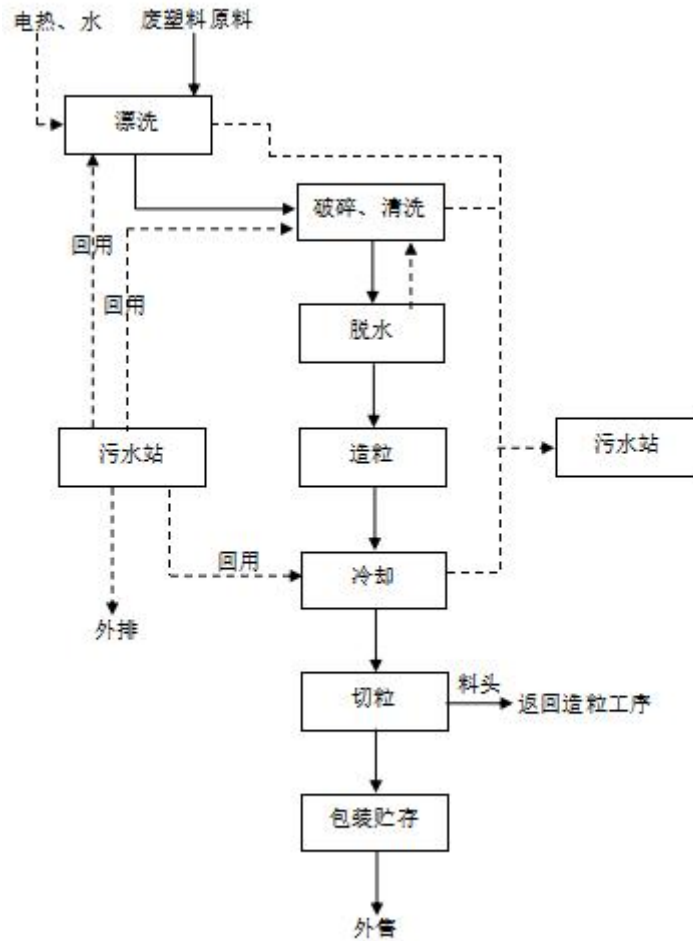 电热、水 废塑料原料
漂洗
破碎、清洗
回用
回用
脱水
污水站
造粒
污水站
回用
冷却
外排
切粒
料头
返回造粒工序
包装贮存
外售